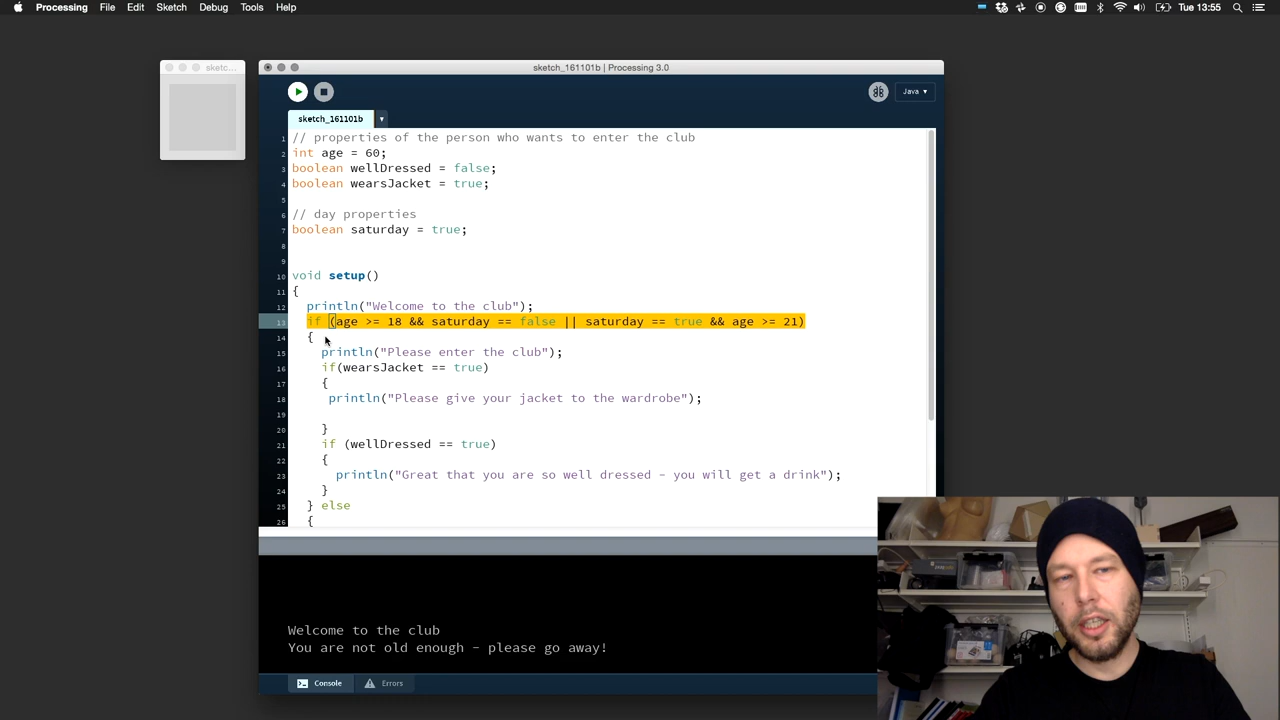 Processing File Edit Sketch Debug Tools Help Tue 13:55
sketc...
sketch_161101b | Processing 3.0
Java ▾
sketch_161101b
1 // properties of the person who wants to enter the club
2 int age = 60;
3 boolean wellDressed = false;
4 boolean wearsJacket = true;
5
6 // day properties
7 boolean saturday = true;
8
9
10 void setup()
11 {
12 println("Welcome to the club");
13 if (age >= 18 && saturday == false || saturday == true && age >= 21)
14 {
15 println("Please enter the club");
16 if(wearsJacket == true)
17 {
18 println("Please give your jacket to the wardrobe");
19
20 }
21 if (wellDressed == true)
22 {
23 println("Great that you are so well dressed - you will get a drink");
24 }
25 } else
26 {
Welcome to the club
You are not old enough - please go away!
Console Errors